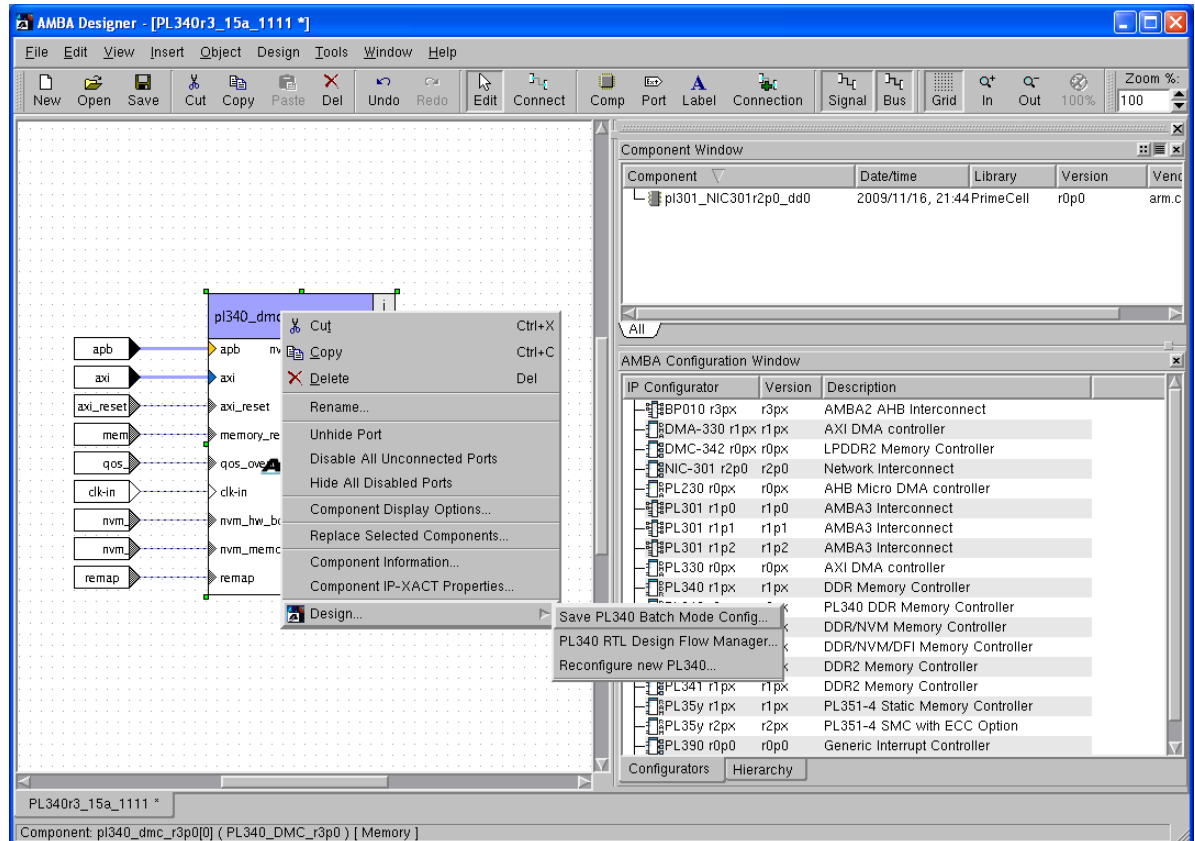 AMBA Designer - [PL340r3_15a_1111 *]
File Edit View Insert Object Design Tools Window Help
New Open Save Cut Copy Paste Del Undo Redo Edit Connect Comp Port Label Connection Signal Bus Grid In Out 100% Zoom %:
100
Component Window
Component Date/time Library Version Vend
pl301_NIC301r2p0_dd0 2009/11/16, 21:44 PrimeCell r0p0 arm.c
All
pl340_dmc i
apb apb nv
axi axi
axi_reset axi_reset
mem memory_re
qos_ qos_ove
clk-in clk-in
nvm_ nvm_hw_bo
nvm_ nvm_memo
remap remap
Cut Ctrl+X
Copy Ctrl+C
Delete Del
Rename...
Unhide Port
Disable All Unconnected Ports
Hide All Disabled Ports
Component Display Options...
Replace Selected Components...
Component Information...
Component IP-XACT Properties...
Design...
Save PL340 Batch Mode Config...
PL340 RTL Design Flow Manager...
Reconfigure new PL340...
AMBA Configuration Window
IP Configurator Version Description
BP010 r3px r3px AMBA2 AHB Interconnect
DMA-330 r1px r1px AXI DMA controller
DMC-342 r0px r0px LPDDR2 Memory Controller
NIC-301 r2p0 r2p0 Network Interconnect
PL230 r0px r0px AHB Micro DMA controller
PL301 r1p0 r1p0 AMBA3 Interconnect
PL301 r1p1 r1p1 AMBA3 Interconnect
PL301 r1p2 r1p2 AMBA3 Interconnect
PL330 r0px r0px AXI DMA controller
PL340 r1px r1px DDR Memory Controller
PL340 DDR Memory Controller
DDR/NVM Memory Controller
DDR/NVM/DFI Memory Controller
DDR2 Memory Controller
PL341 r1px r1px DDR2 Memory Controller
PL35y r1px r1px PL351-4 Static Memory Controller
PL35y r2px r2px PL351-4 SMC with ECC Option
PL390 r0p0 r0p0 Generic Interrupt Controller
Configurators Hierarchy
PL340r3_15a_1111 *
Component: pl340_dmc_r3p0[0] ( PL340_DMC_r3p0 ) [ Memory ]